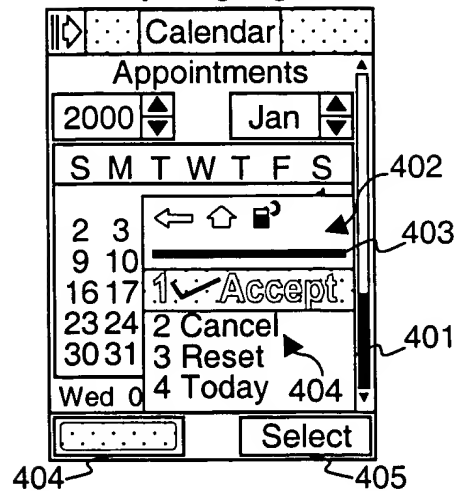 Calendar
Appointments
2000 Jan
S M T W T F S
402
2 3
403
9 10
16 17 1 Accept
23 24 2 Cancel
401
30 31 3 Reset
Wed 0 4 Today 404
Select
404 405